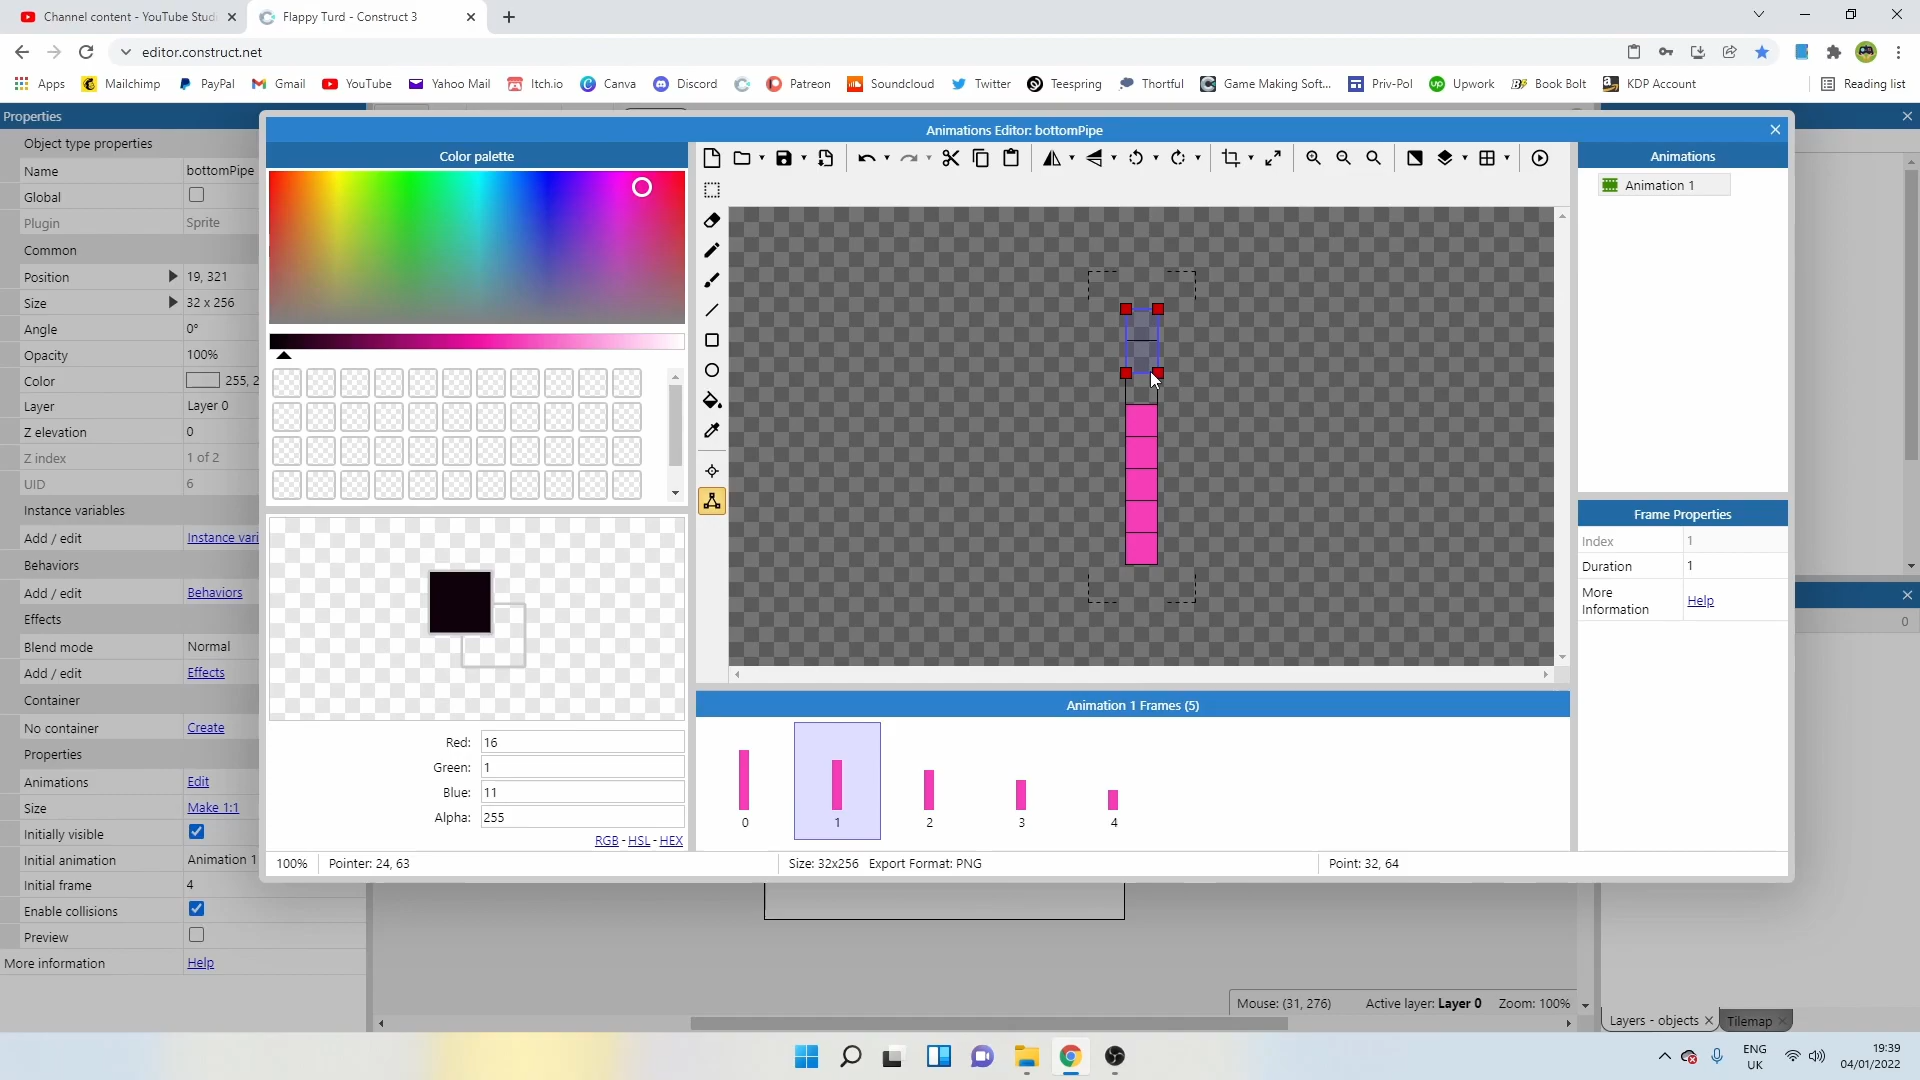 Channel content - YouTube Studi
Flappy Turd - Construct 3
editor.construct.net
Apps
Mailchimp
PayPal
Gmail
YouTube
Yahoo Mail
Itch.io
Canva
Discord
Patreon
Soundcloud
Twitter
Teespring
Thortful
Game Making Soft...
Priv-Pol
Upwork
Book Bolt
KDP Account
Reading list
Properties
Object type properties
Name bottomPipe
Global
Plugin Sprite
Common
Position 19, 321
Size 32 x 256
Angle 0°
Opacity 100%
Color 255, 2
Layer Layer 0
Z elevation 0
Z index 1 of 2
UID 6
Instance variables
Add / edit Instance vari
Behaviors
Add / edit Behaviors
Effects
Blend mode Normal
Add / edit Effects
Container
No container Create
Properties
Animations Edit
Size Make 1:1
Initially visible
Initial animation Animation 1
Initial frame 4
Enable collisions
Preview
More information Help
Animations Editor: bottomPipe
Color palette
Red: 16
Green: 1
Blue: 11
Alpha: 255
RGB - HSL - HEX
Animation 1 Frames (5)
0
1
2
3
4
100%
Pointer: 24, 63
Size: 32x256 Export Format: PNG
Point: 32, 64
Animations
Animation 1
Frame Properties
Index 1
Duration 1
More Information Help
0
Mouse: (31, 276)
Active layer: Layer 0
Zoom: 100%
Layers - objects
Tilemap
ENG
UK
19:39
04/01/2022